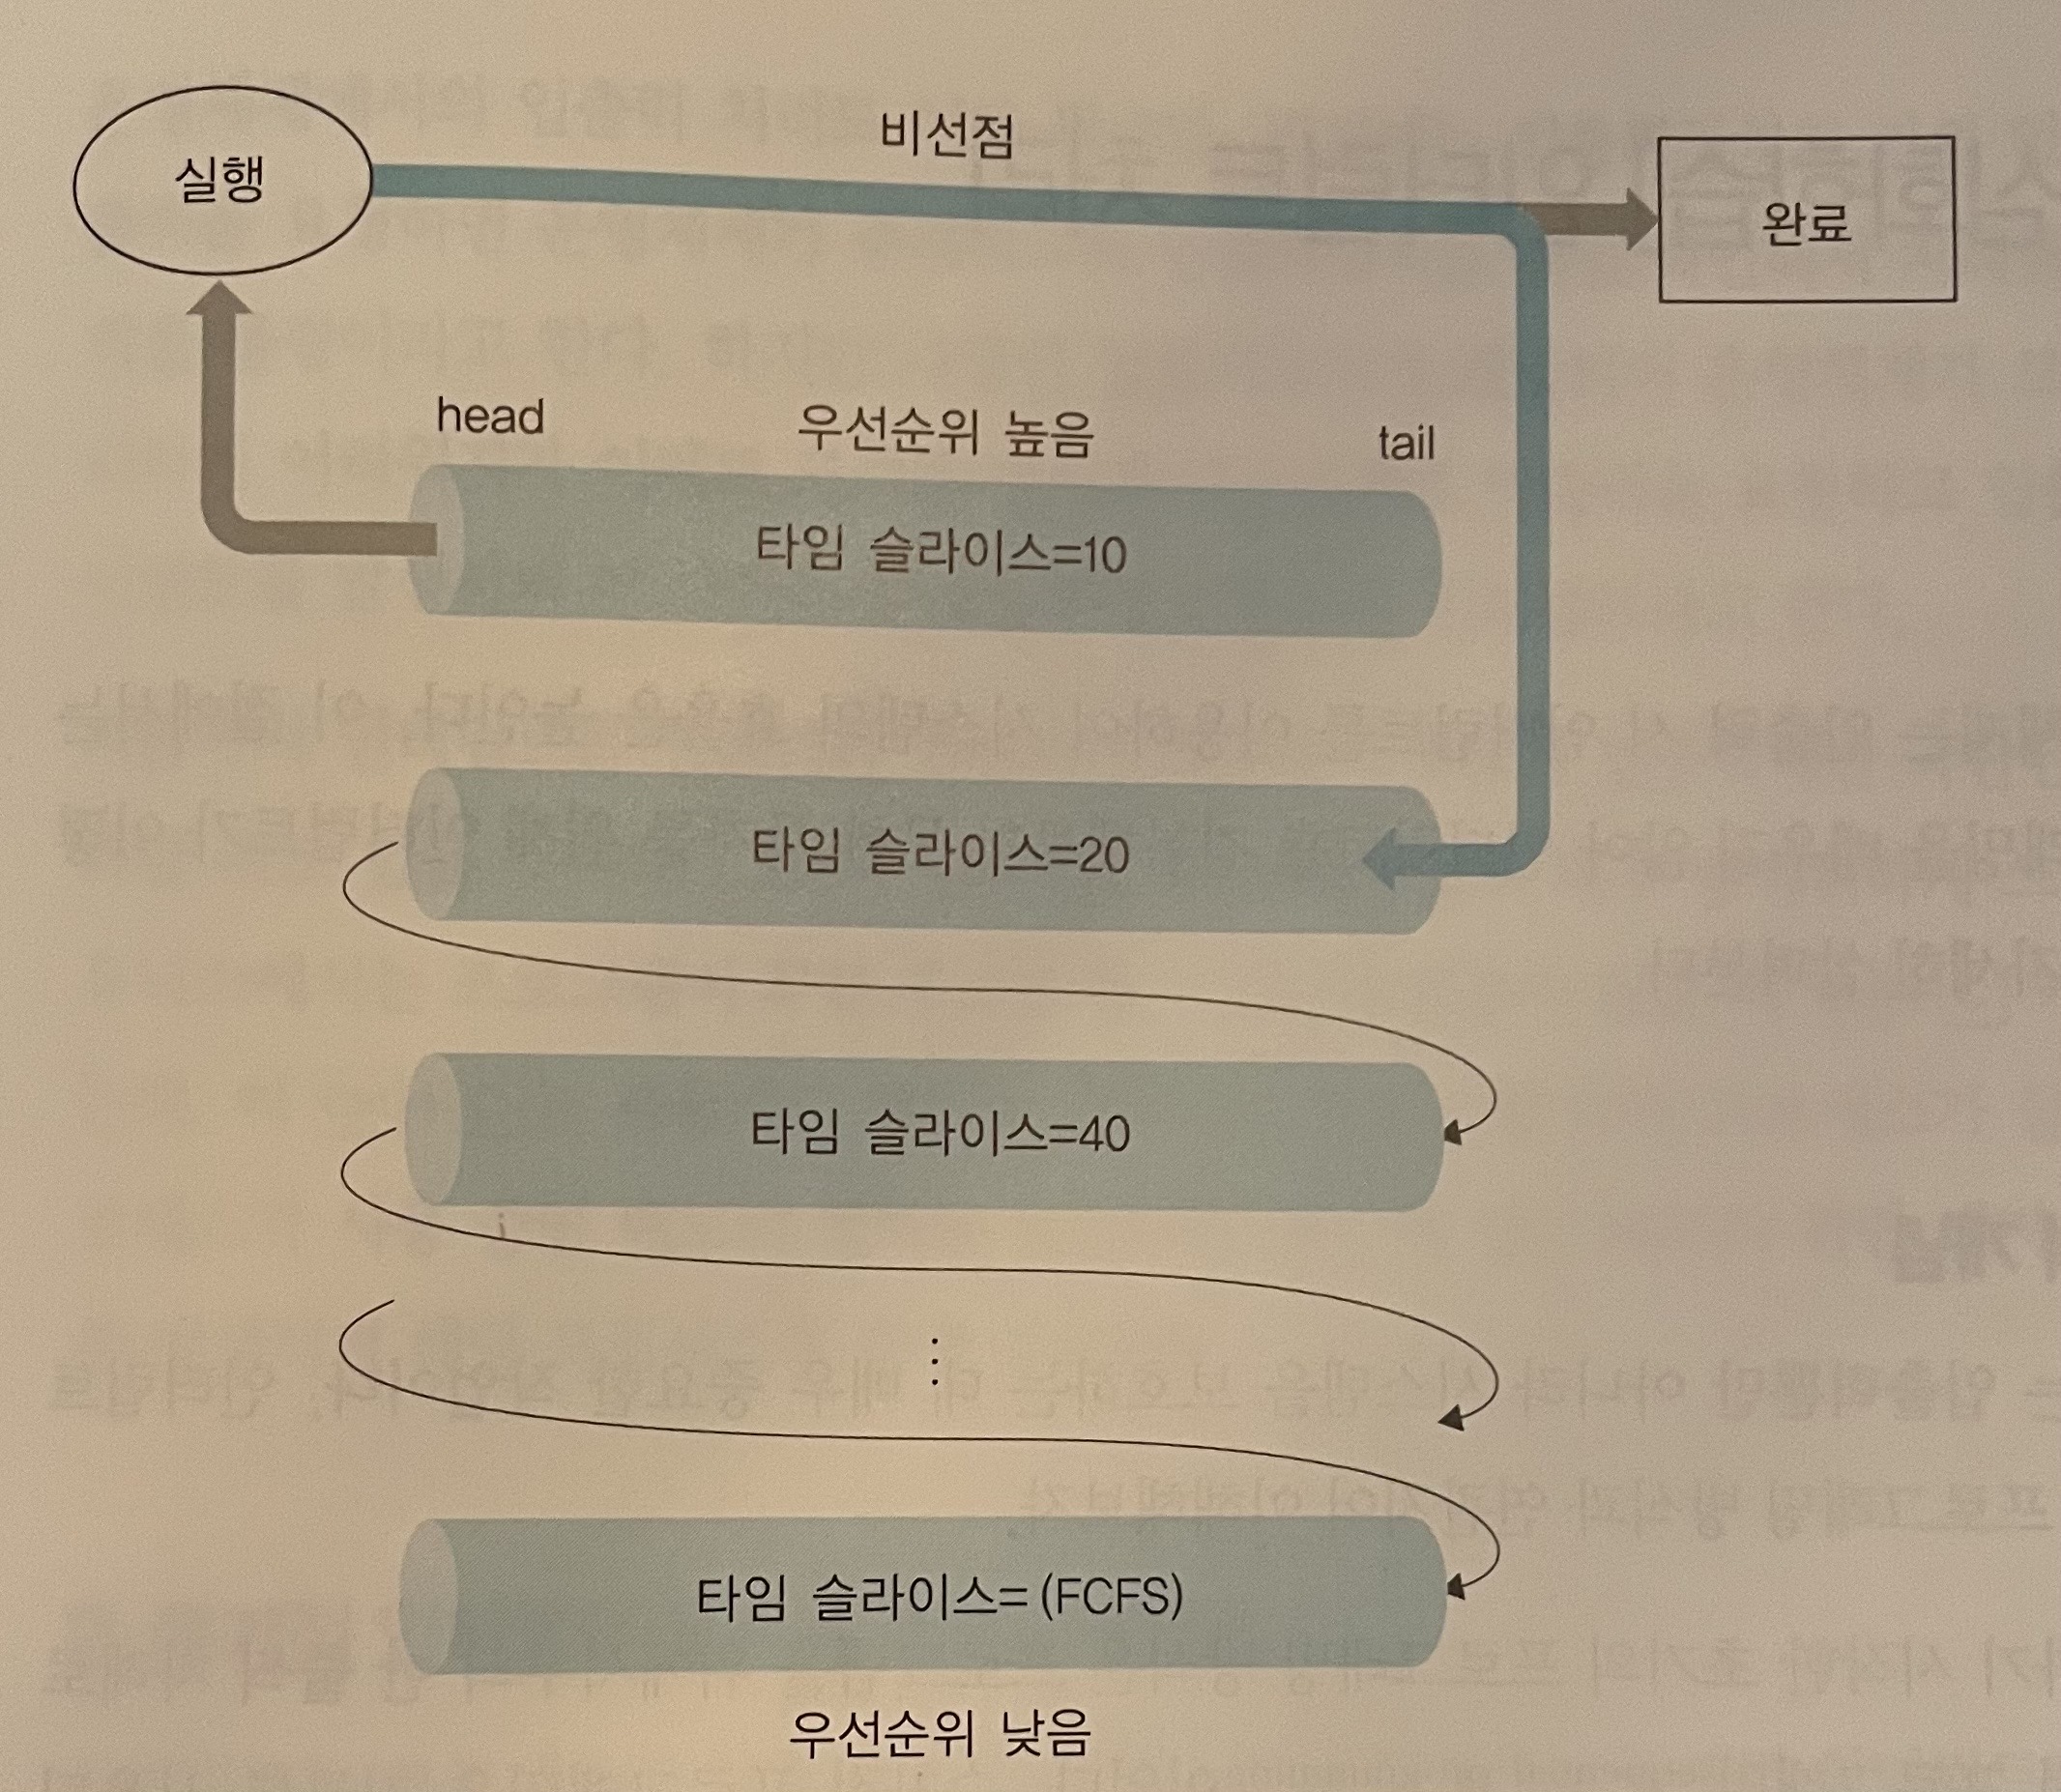 실행
비선점
완료
head
우선순위 높음
tail
타임 슬라이스=10
타임 슬라이스=20
타임 슬라이스=40
⋮
타임 슬라이스= (FCFS)
우선순위 낮음